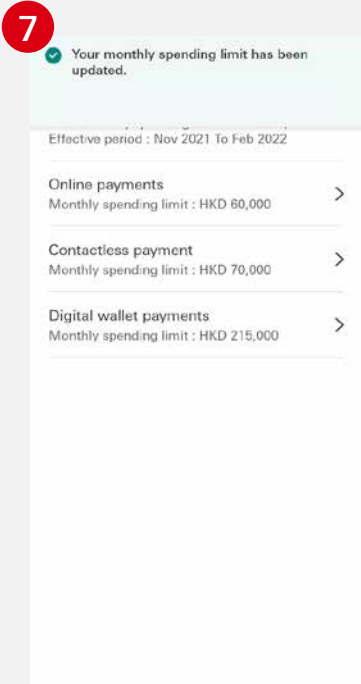 7
Your monthly spending limit has been
updated.
Effective period : Nov 2021 To Feb 2022
Online payments
Monthly spending limit : HKD 60,000
Contactless payment
Monthly spending limit : HKD 70,000
Digital wallet payments
Monthly spending limit : HKD 215,000